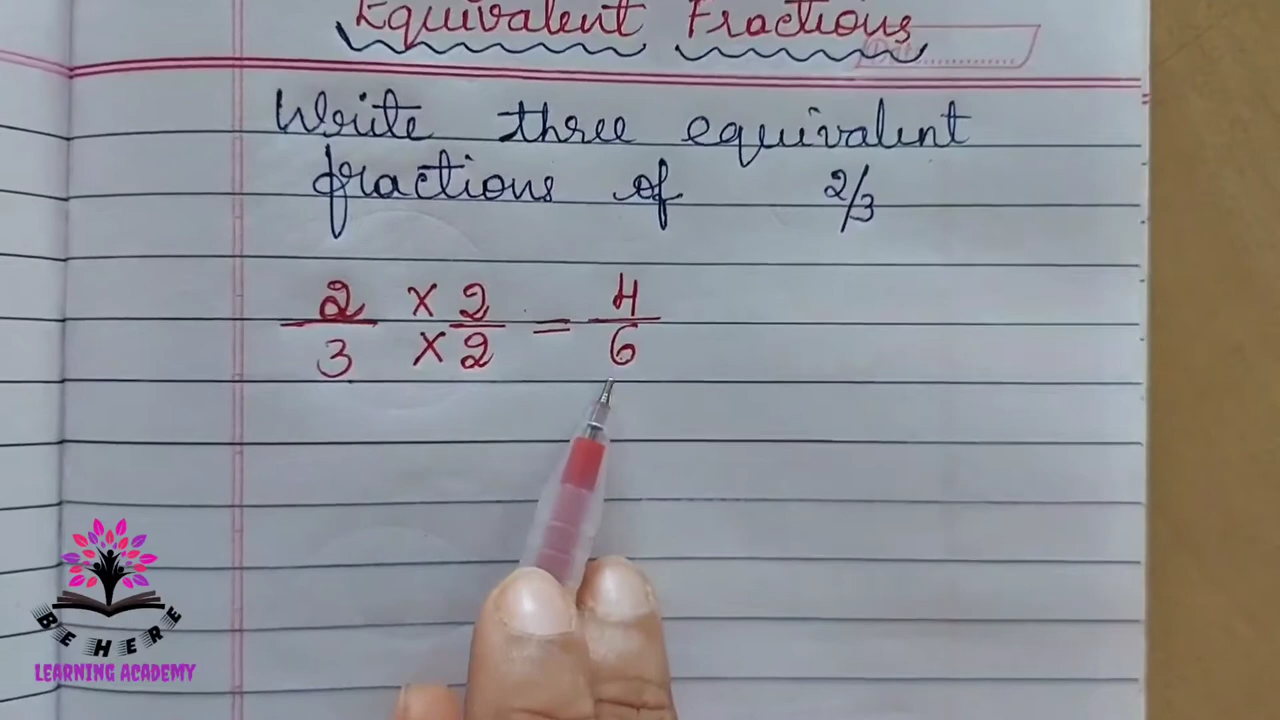 Equivalent Fractions
Write three equivalent
fractions of 2/3
2 × 2 = 4
3 × 2 6
BE HERE
LEARNING ACADEMY